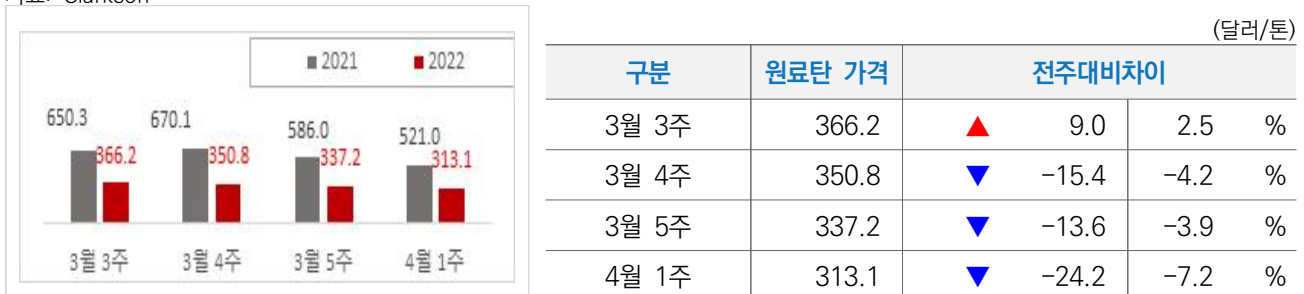 자료: Clarkson
■ 2021 ■ 2022
650.3 670.1 586.0 521.0
366.2 350.8 337.2 313.1
3월 3주 3월 4주 3월 5주 4월 1주
(달러/톤)
구분 원료탄 가격 전주대비차이
3월 3주 366.2 ▲ 9.0 2.5 %
3월 4주 350.8 ▼ -15.4 -4.2 %
3월 5주 337.2 ▼ -13.6 -3.9 %
4월 1주 313.1 ▼ -24.2 -7.2 %